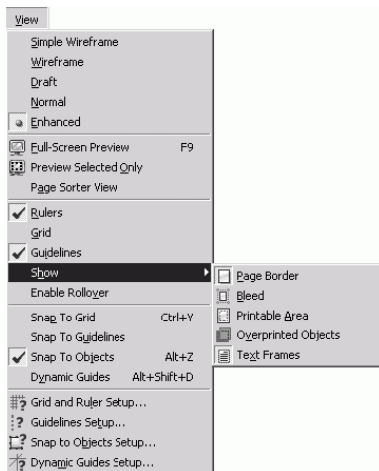 View
Simple Wireframe
Wireframe
Draft
Normal
Enhanced
Full-Screen Preview F9
Preview Selected Only
Page Sorter View
Rulers
Grid
Guidelines
Show
Enable Rollover
Snap To Grid Ctrl+Y
Snap To Guidelines
Snap To Objects Alt+Z
Dynamic Guides Alt+Shift+D
Grid and Ruler Setup...
Guidelines Setup...
Snap to Objects Setup...
Dynamic Guides Setup...
Page Border
Bleed
Printable Area
Overprinted Objects
Text Frames